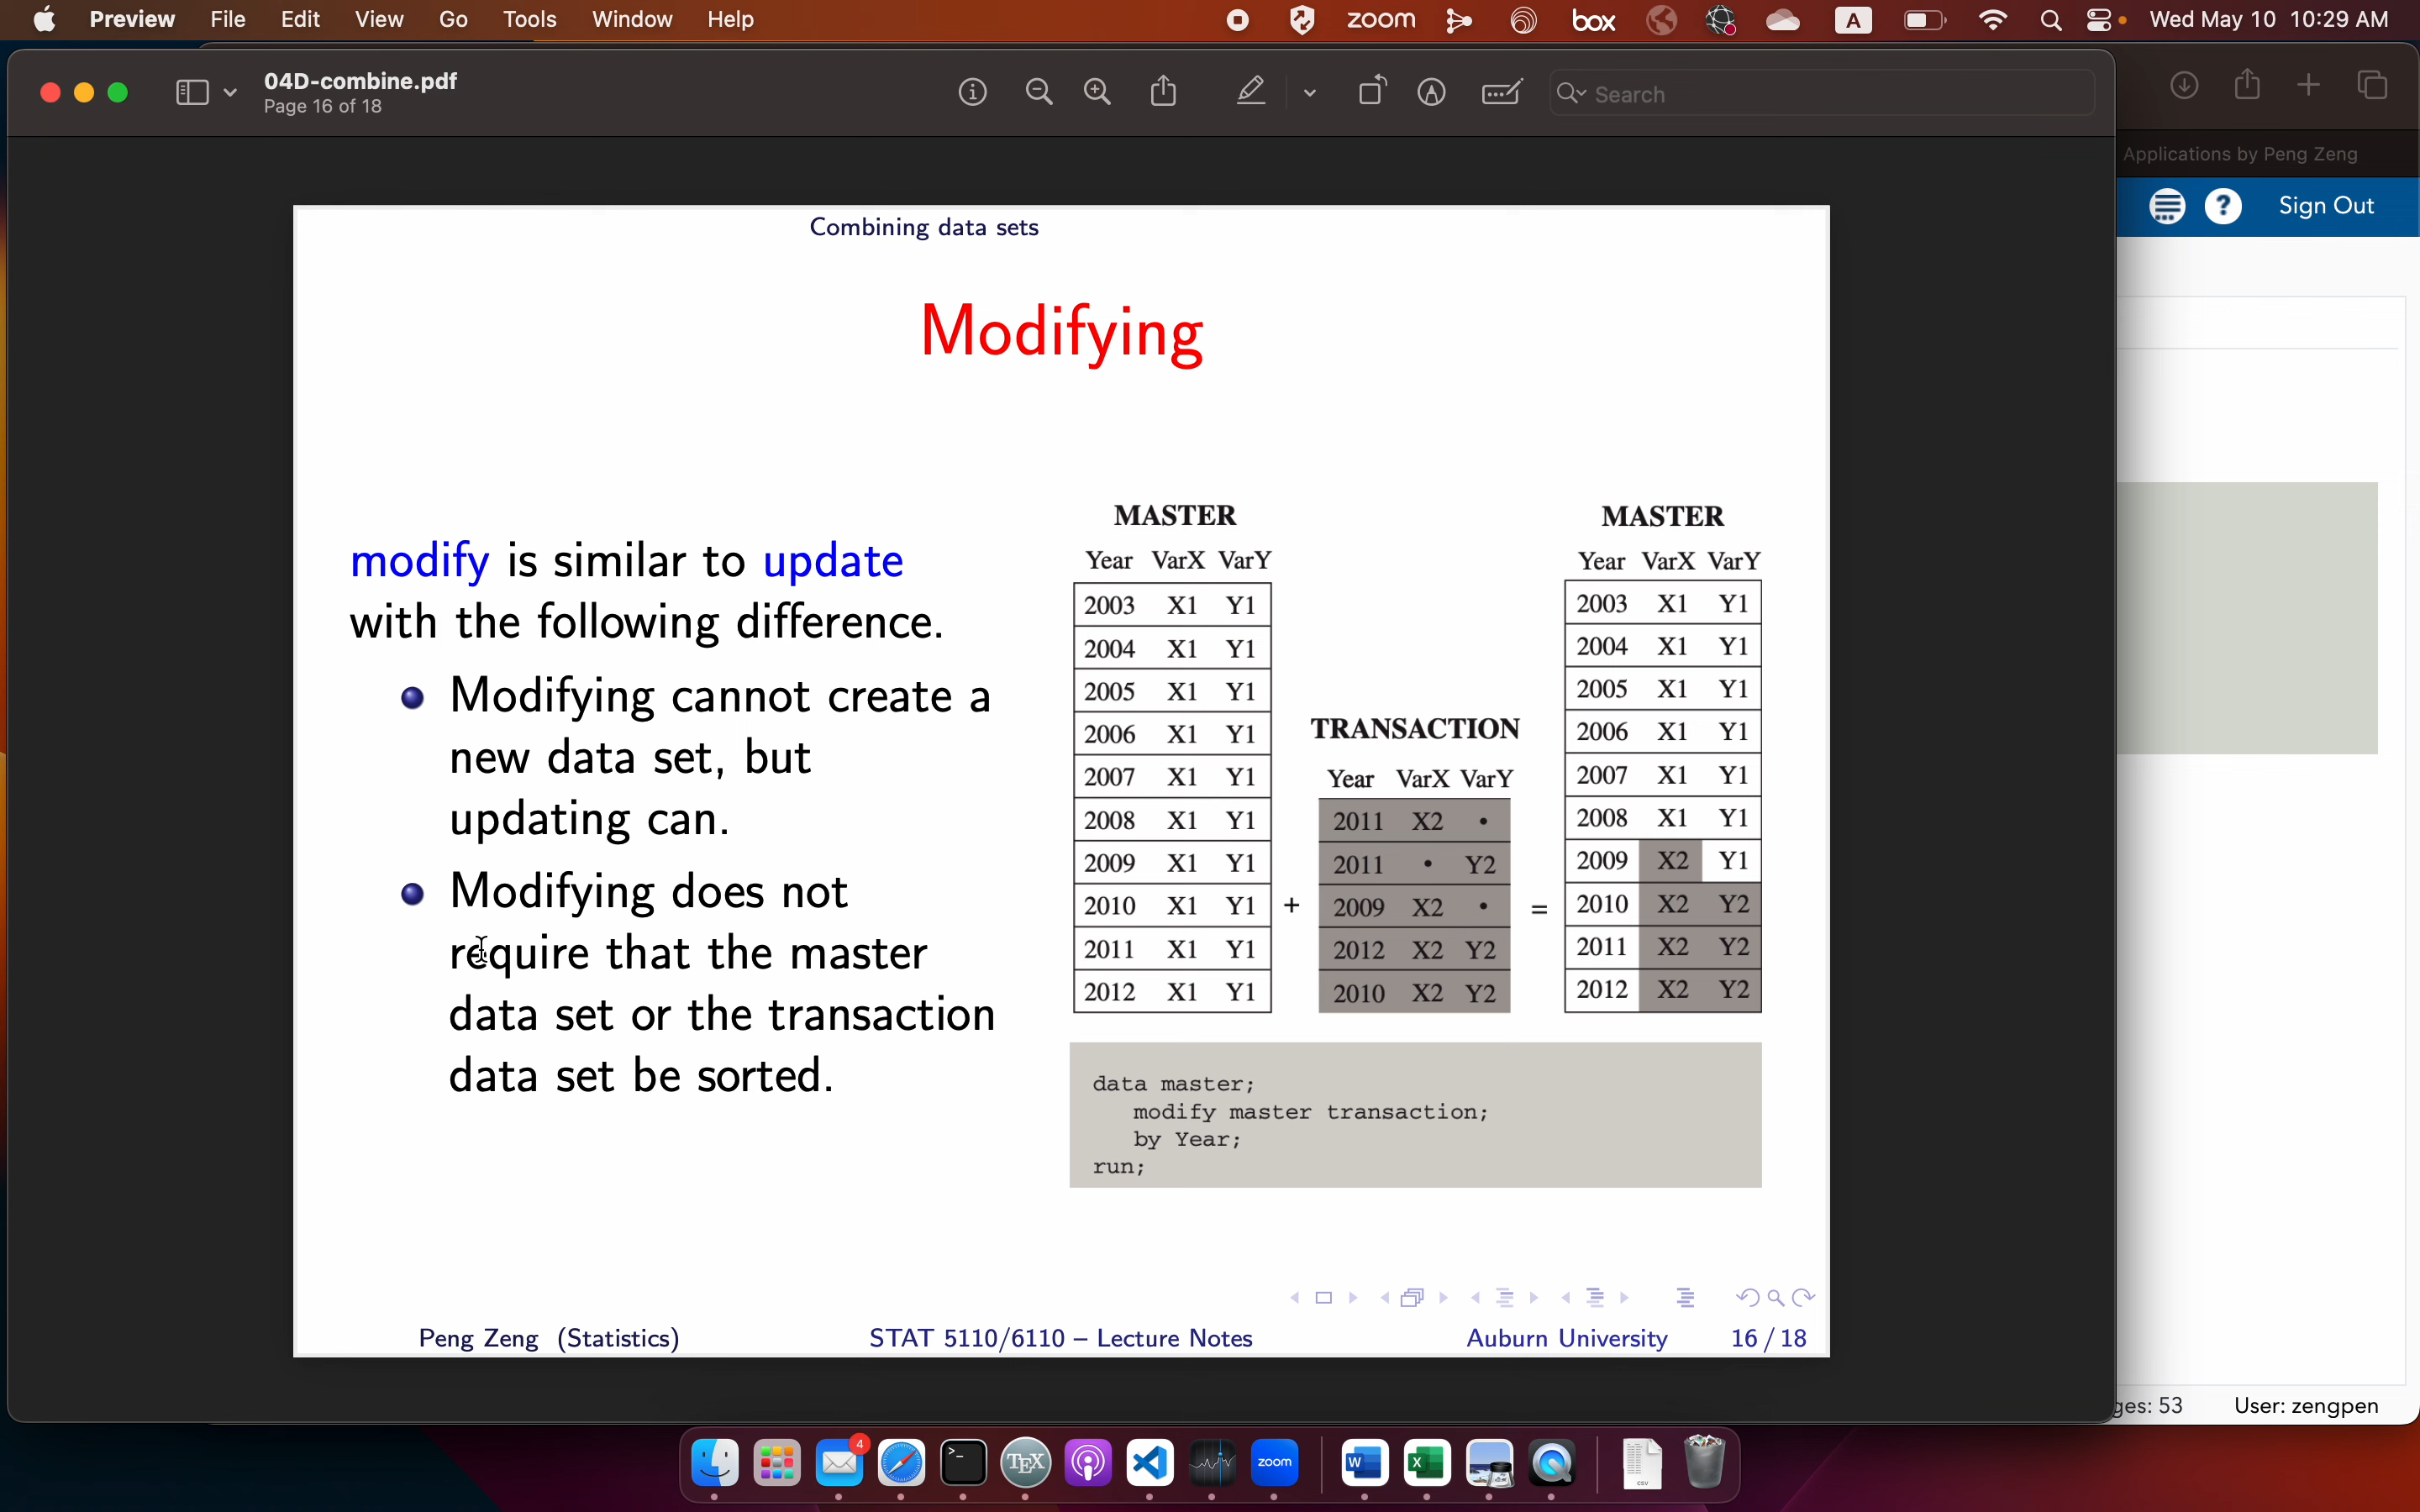 Preview File Edit View Go Tools Window Help zoom box A Wed May 10 10:29 AM
04D-combine.pdf
Page 16 of 18
Search
Applications by Peng Zeng
? Sign Out
Combining data sets
Modifying
modify is similar to update
with the following difference.
Modifying cannot create a
new data set, but
updating can.
Modifying does not
require that the master
data set or the transaction
data set be sorted.
MASTER
Year VarX VarY
2003 X1 Y1
2004 X1 Y1
2005 X1 Y1
2006 X1 Y1
2007 X1 Y1
2008 X1 Y1
2009 X1 Y1
2010 X1 Y1
2011 X1 Y1
2012 X1 Y1
+
TRANSACTION
Year VarX VarY
2011 X2 •
2011 • Y2
2009 X2 •
2012 X2 Y2
2010 X2 Y2
=
MASTER
Year VarX VarY
2003 X1 Y1
2004 X1 Y1
2005 X1 Y1
2006 X1 Y1
2007 X1 Y1
2008 X1 Y1
2009 X2 Y1
2010 X2 Y2
2011 X2 Y2
2012 X2 Y2
data master;
modify master transaction;
by Year;
run;
Peng Zeng (Statistics) STAT 5110/6110 – Lecture Notes Auburn University 16 / 18
ges: 53 User: zengpen
4
>_
TEX
zoom
W
X
CSV